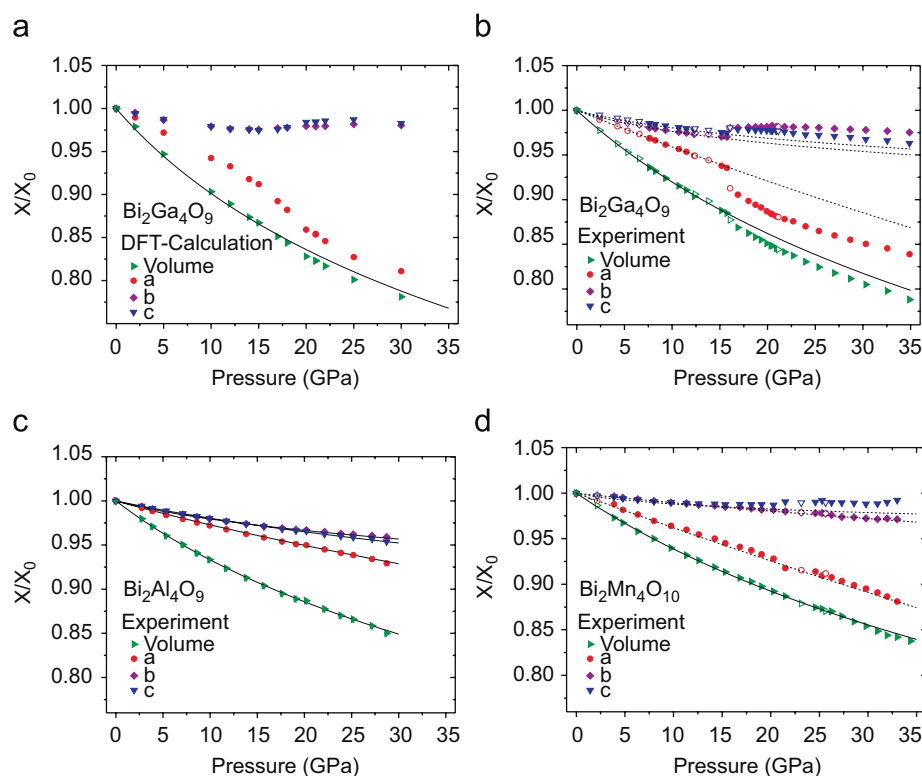 a
1.05
1.00
0.95
0.90
0.85
0.80
X/X₀
Bi₂Ga₄O₉
DFT-Calculation
Volume
a
b
c
0 5 10 15 20 25 30 35
Pressure (GPa)
b
1.05
1.00
0.95
0.90
0.85
0.80
X/X₀
Bi₂Ga₄O₉
Experiment
Volume
a
b
c
0 5 10 15 20 25 30 35
Pressure (GPa)
c
1.05
1.00
0.95
0.90
0.85
0.80
X/X₀
Bi₂Al₄O₉
Experiment
Volume
a
b
c
0 5 10 15 20 25 30 35
Pressure (GPa)
d
1.05
1.00
0.95
0.90
0.85
0.80
X/X₀
Bi₂Mn₄O₁₀
Experiment
Volume
a
b
c
0 5 10 15 20 25 30 35
Pressure (GPa)